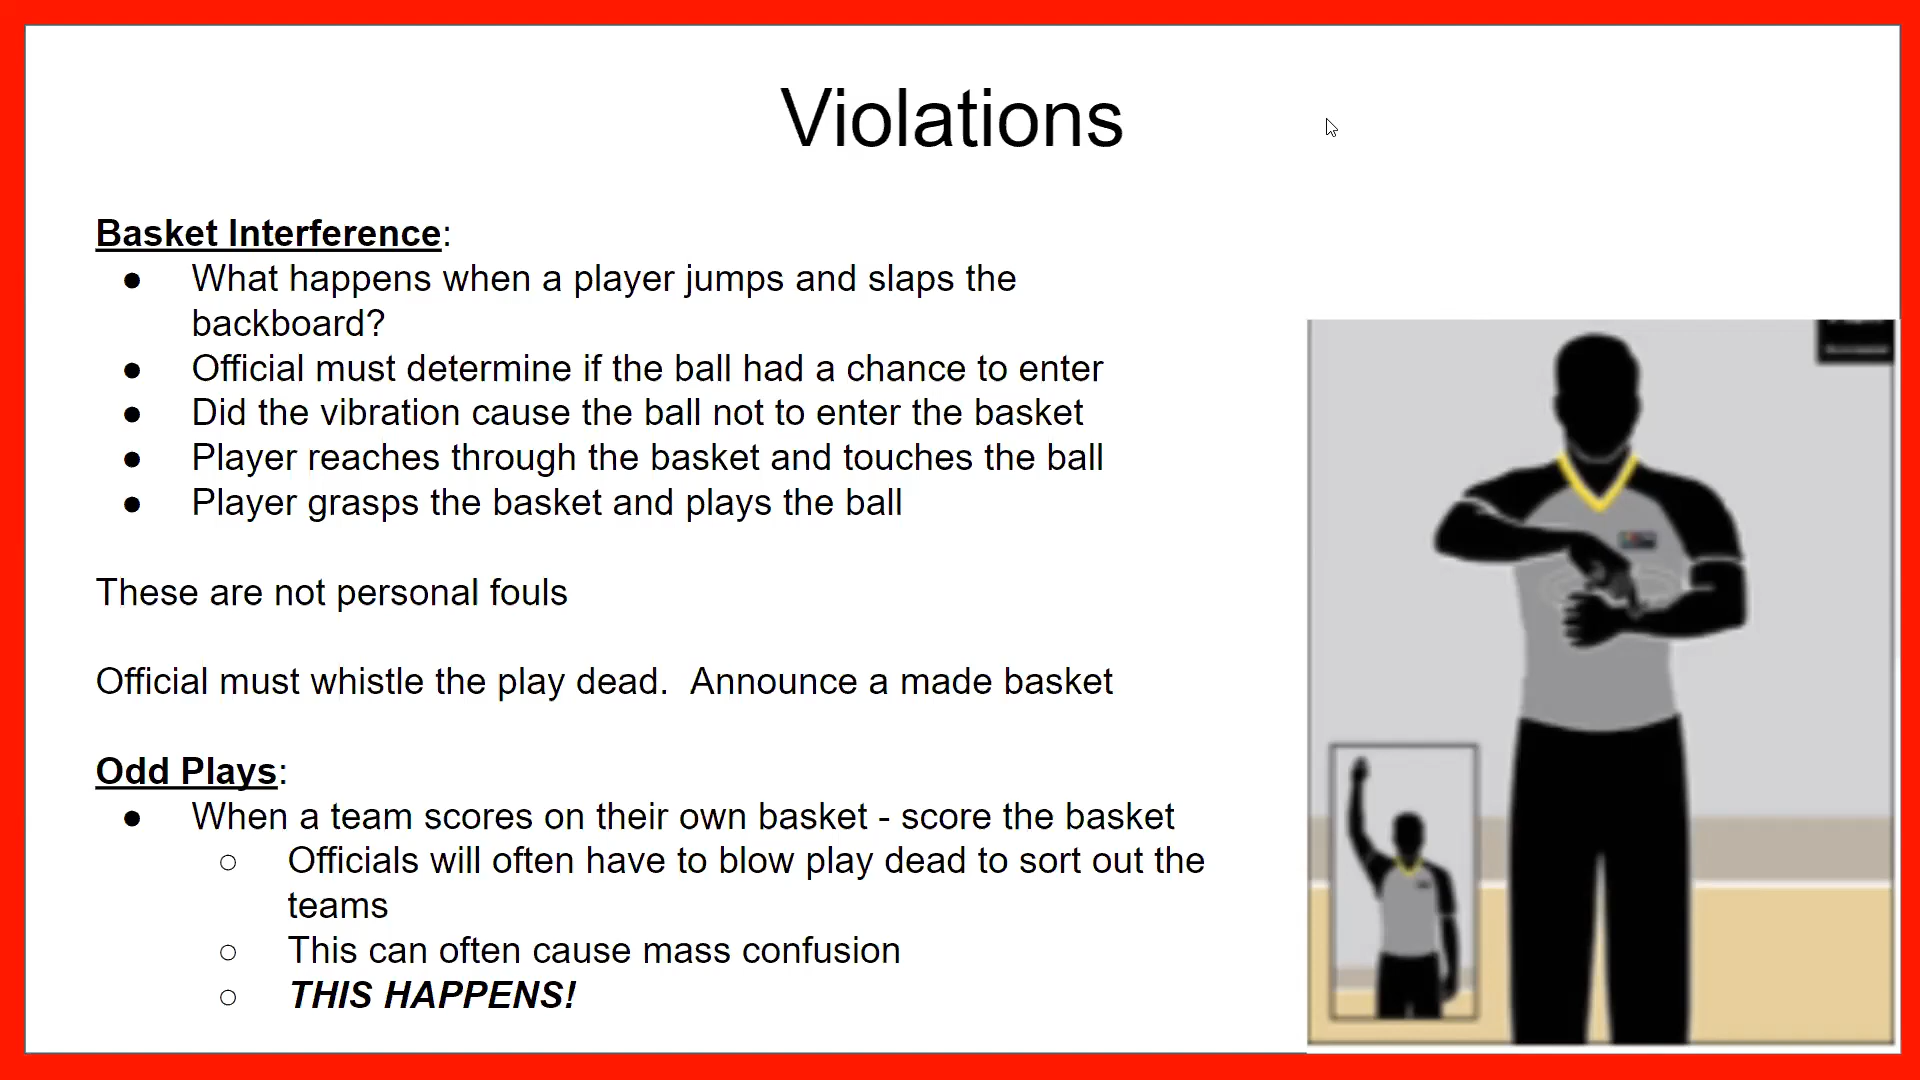 Violations
Basket Interference:
● What happens when a player jumps and slaps the
backboard?
● Official must determine if the ball had a chance to enter
● Did the vibration cause the ball not to enter the basket
● Player reaches through the basket and touches the ball
● Player grasps the basket and plays the ball
These are not personal fouls
Official must whistle the play dead.  Announce a made basket
Odd Plays:
● When a team scores on their own basket - score the basket
○ Officials will often have to blow play dead to sort out the
teams
○ This can often cause mass confusion
○ THIS HAPPENS!